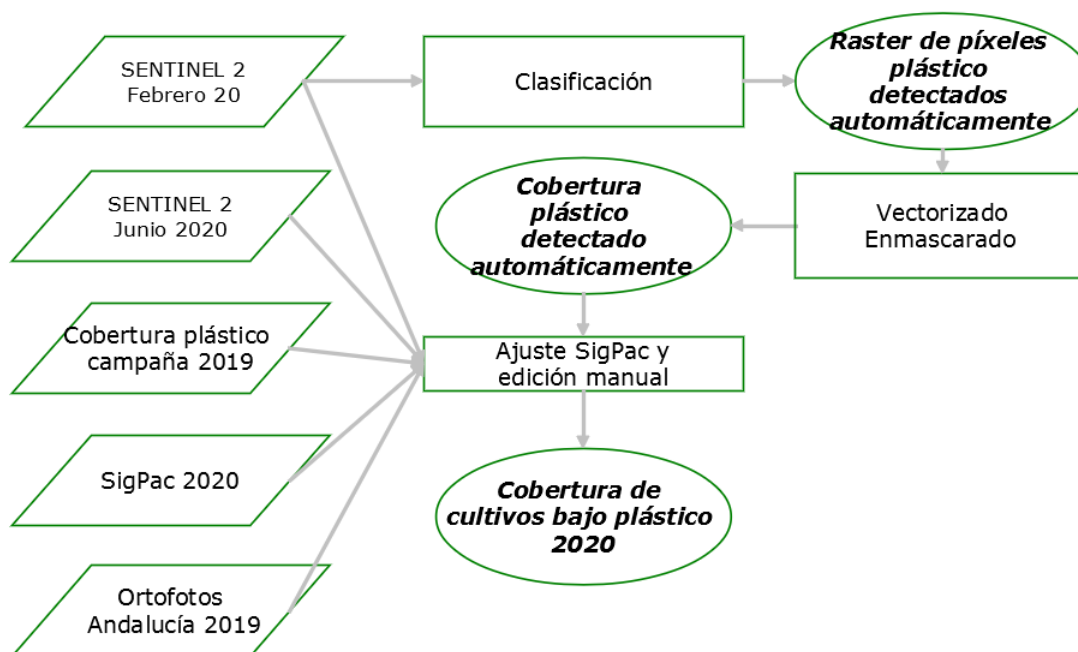 SENTINEL 2
Febrero 20
Clasificación
Raster de píxeles
plástico
detectados
automáticamente
SENTINEL 2
Junio 2020
Cobertura
plástico
detectado
automáticamente
Vectorizado
Enmascarado
Cobertura plástico
campaña 2019
Ajuste SigPac y
edición manual
SigPac 2020
Cobertura de
cultivos bajo plástico
2020
Ortofotos
Andalucía 2019